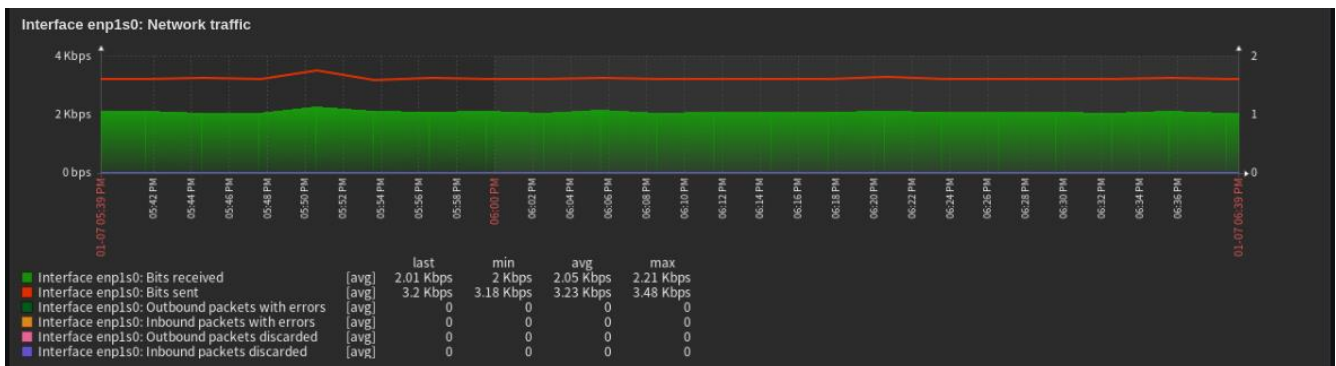 Interface enp1s0: Network traffic
4 Kbps
2 Kbps
0 bps
2
1
0
01-07 05:39 PM
05:42 PM
05:44 PM
05:46 PM
05:48 PM
05:50 PM
05:52 PM
05:54 PM
05:56 PM
05:58 PM
06:00 PM
06:02 PM
06:04 PM
06:06 PM
06:08 PM
06:10 PM
06:12 PM
06:14 PM
06:16 PM
06:18 PM
06:20 PM
06:22 PM
06:24 PM
06:26 PM
06:28 PM
06:30 PM
06:32 PM
06:34 PM
06:36 PM
01-07 06:39 PM
last min avg max
Interface enp1s0: Bits received [avg] 2.01 Kbps 2 Kbps 2.05 Kbps 2.21 Kbps
Interface enp1s0: Bits sent [avg] 3.2 Kbps 3.18 Kbps 3.23 Kbps 3.48 Kbps
Interface enp1s0: Outbound packets with errors [avg] 0 0 0 0
Interface enp1s0: Inbound packets with errors [avg] 0 0 0 0
Interface enp1s0: Outbound packets discarded [avg] 0 0 0 0
Interface enp1s0: Inbound packets discarded [avg] 0 0 0 0